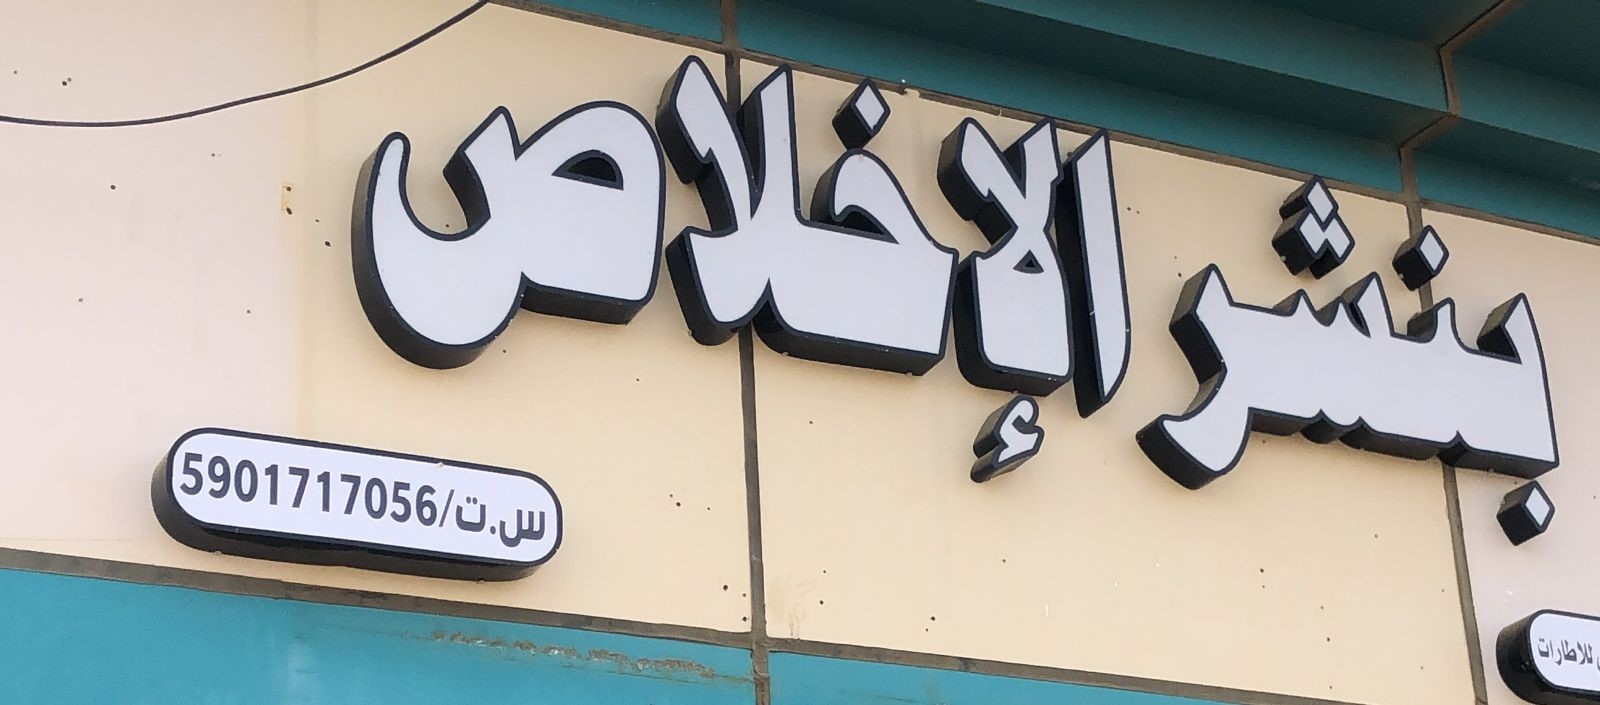 بنشر الإخلاص
س.ت/5901717056
للاطارات